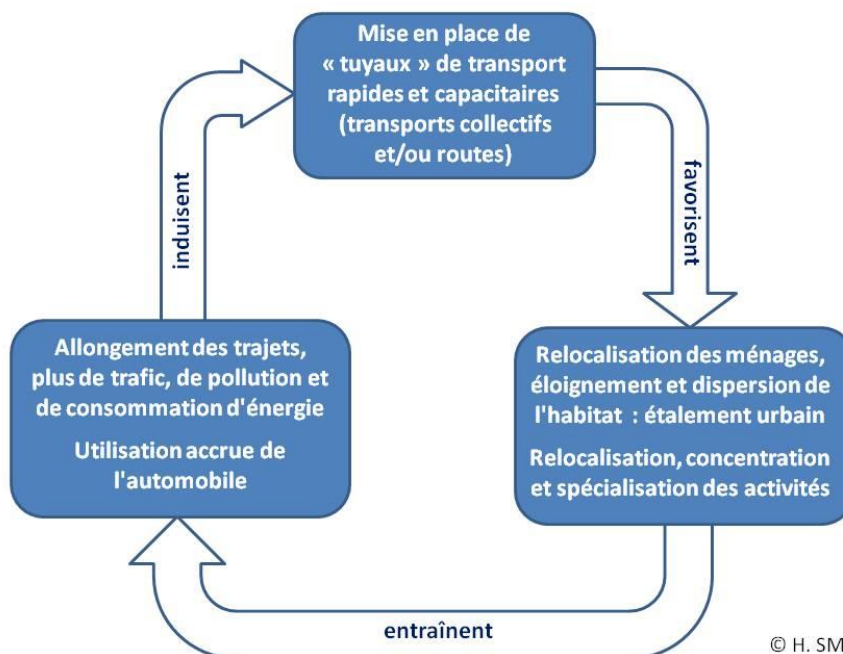 Mise en place de
« tuyaux » de transport
rapides et capacitaires
(transports collectifs
et/ou routes)
favorisent
Relocalisation des ménages,
éloignement et dispersion de
l'habitat : étalement urbain
Relocalisation, concentration
et spécialisation des activités
entraînent
Allongement des trajets,
plus de trafic, de pollution et
de consommation d'énergie
Utilisation accrue de
l'automobile
induisent
© H. SM